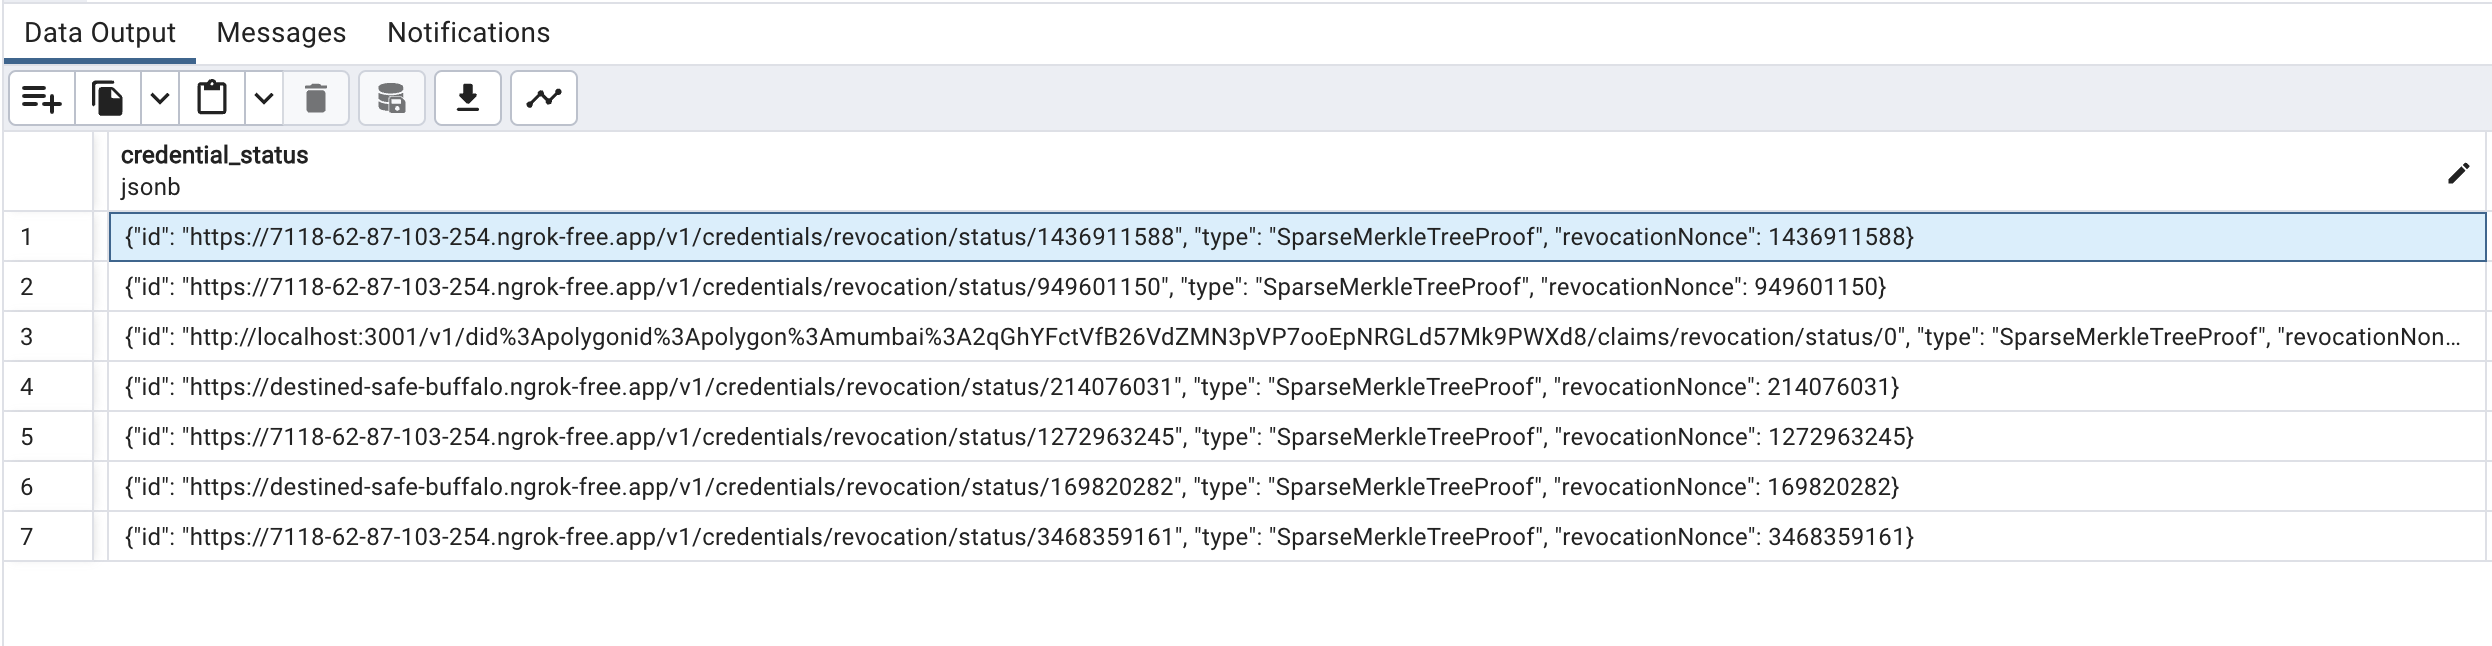 Data Output Messages Notifications
credential_status
jsonb
1 {"id": "https://7118-62-87-103-254.ngrok-free.app/v1/credentials/revocation/status/1436911588", "type": "SparseMerkleTreeProof", "revocationNonce": 1436911588}
2 {"id": "https://7118-62-87-103-254.ngrok-free.app/v1/credentials/revocation/status/949601150", "type": "SparseMerkleTreeProof", "revocationNonce": 949601150}
3 {"id": "http://localhost:3001/v1/did%3Apolygonid%3Apolygon%3Amumbai%3A2qGhYFctVfB26VdZMN3pVP7ooEpNRGLd57Mk9PWXd8/claims/revocation/status/0", "type": "SparseMerkleTreeProof", "revocationNon...
4 {"id": "https://destined-safe-buffalo.ngrok-free.app/v1/credentials/revocation/status/214076031", "type": "SparseMerkleTreeProof", "revocationNonce": 214076031}
5 {"id": "https://7118-62-87-103-254.ngrok-free.app/v1/credentials/revocation/status/1272963245", "type": "SparseMerkleTreeProof", "revocationNonce": 1272963245}
6 {"id": "https://destined-safe-buffalo.ngrok-free.app/v1/credentials/revocation/status/169820282", "type": "SparseMerkleTreeProof", "revocationNonce": 169820282}
7 {"id": "https://7118-62-87-103-254.ngrok-free.app/v1/credentials/revocation/status/3468359161", "type": "SparseMerkleTreeProof", "revocationNonce": 3468359161}